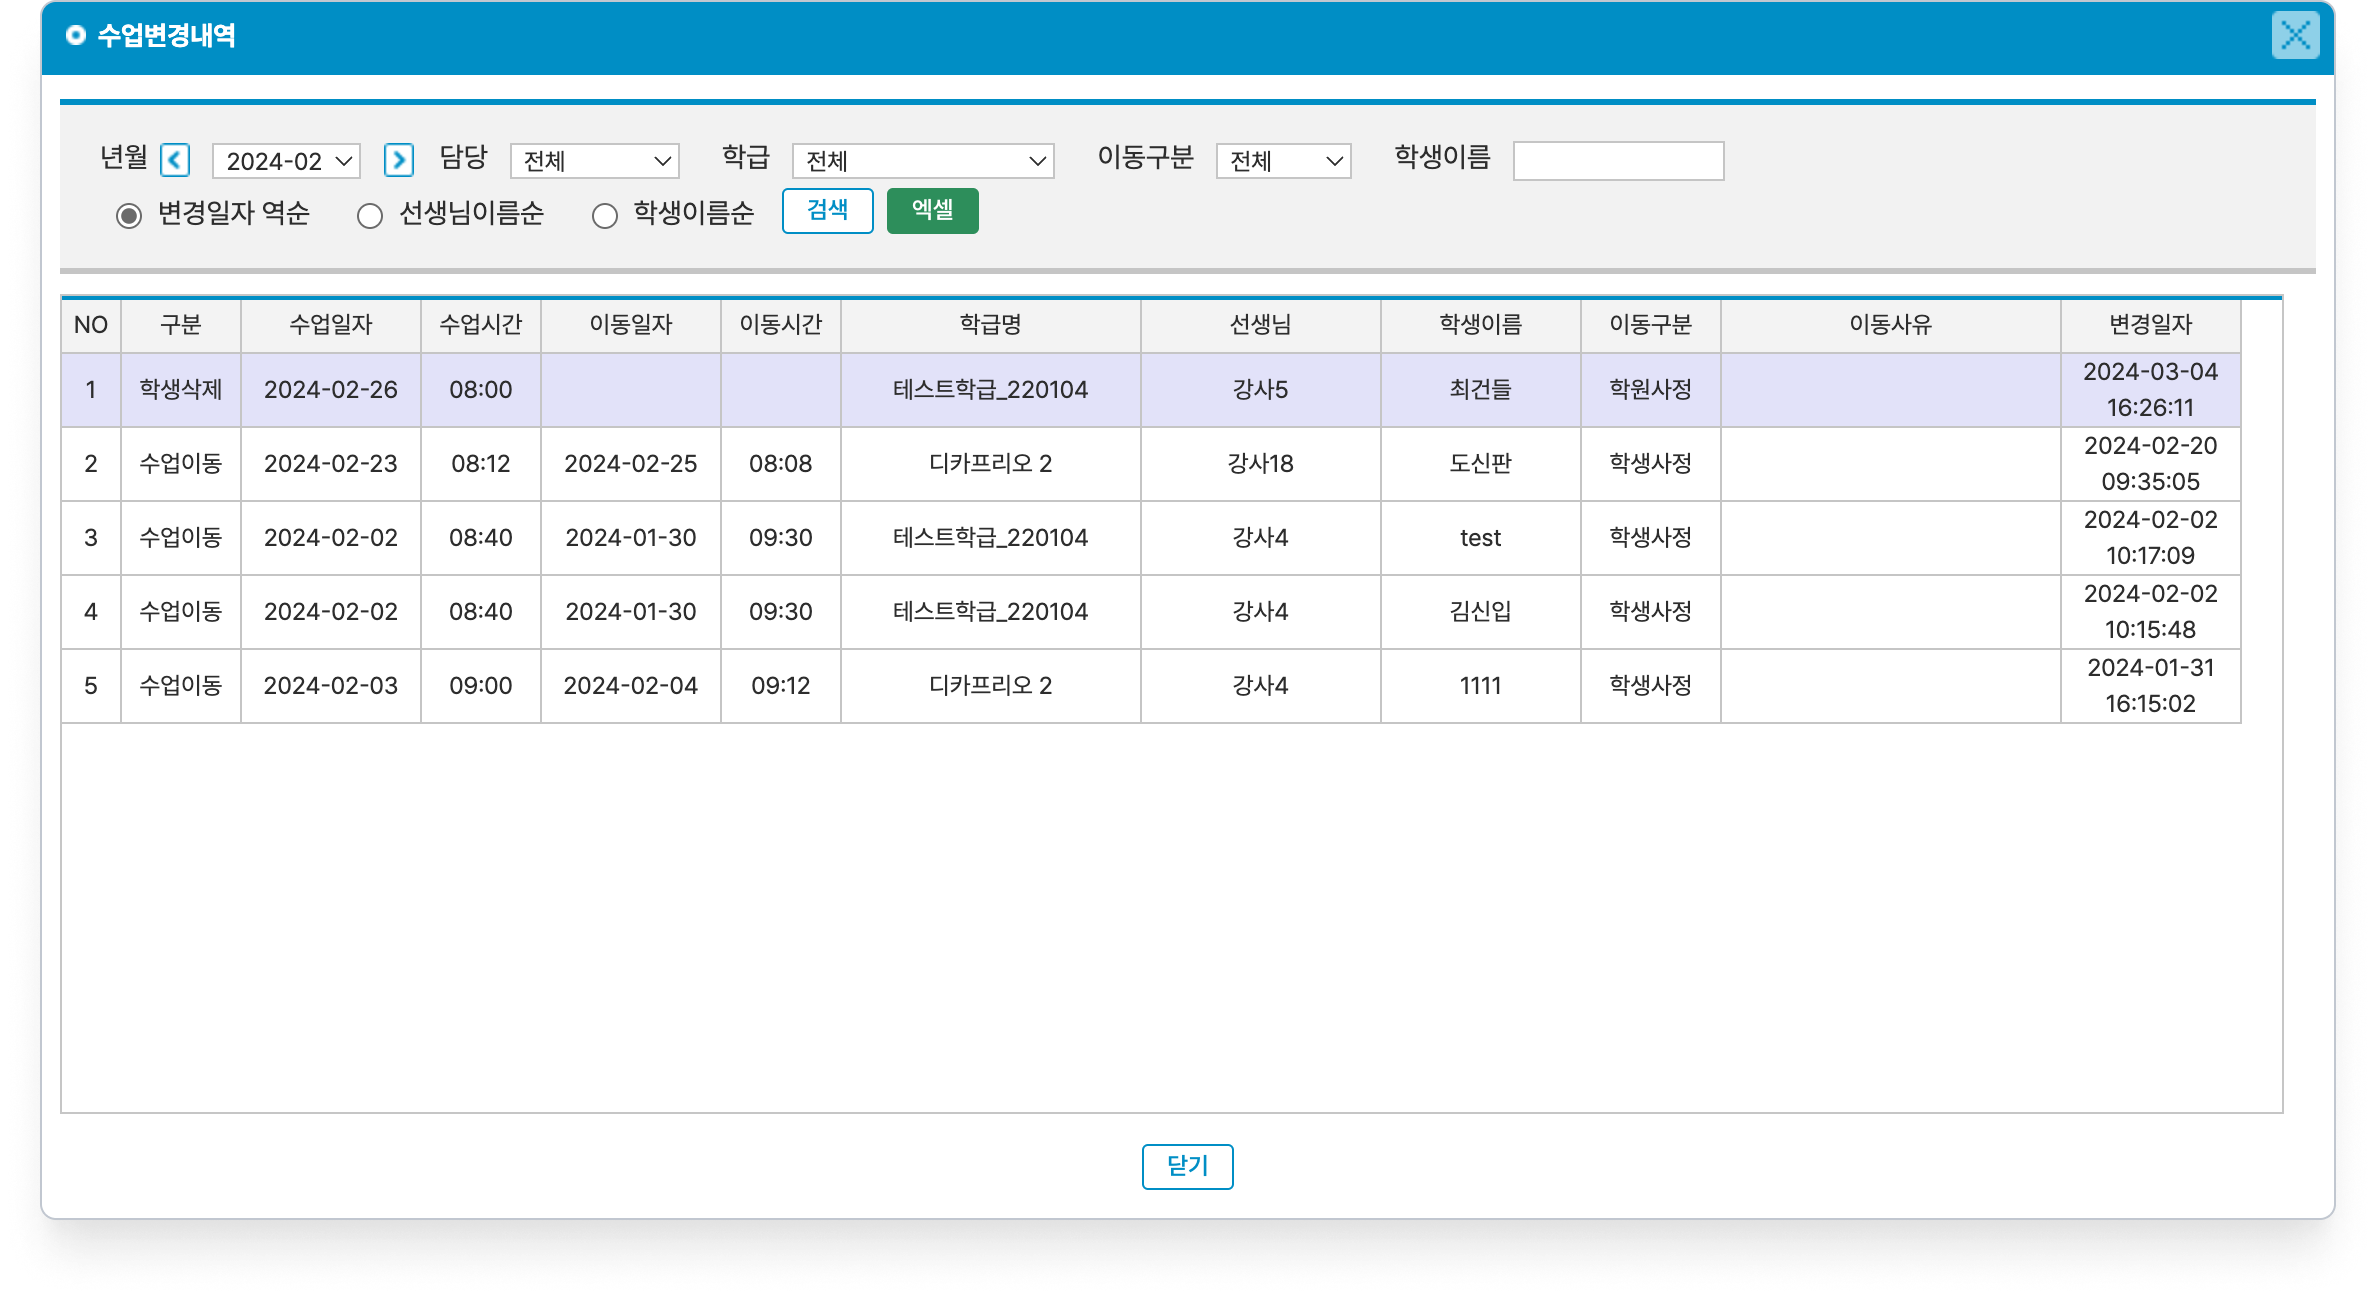 수업변경내역
년월 2024-02 담당 전체 학급 전체 이동구분 전체 학생이름
변경일자 역순 선생님이름순 학생이름순 검색 엑셀
NO 구분 수업일자 수업시간 이동일자 이동시간 학급명 선생님 학생이름 이동구분 이동사유 변경일자
1 학생삭제 2024-02-26 08:00 테스트학급_220104 강사5 최건들 학원사정 2024-03-04
16:26:11
2 수업이동 2024-02-23 08:12 2024-02-25 08:08 디카프리오 2 강사18 도신판 학생사정 2024-02-20
09:35:05
3 수업이동 2024-02-02 08:40 2024-01-30 09:30 테스트학급_220104 강사4 test 학생사정 2024-02-02
10:17:09
4 수업이동 2024-02-02 08:40 2024-01-30 09:30 테스트학급_220104 강사4 김신입 학생사정 2024-02-02
10:15:48
5 수업이동 2024-02-03 09:00 2024-02-04 09:12 디카프리오 2 강사4 1111 학생사정 2024-01-31
16:15:02
닫기